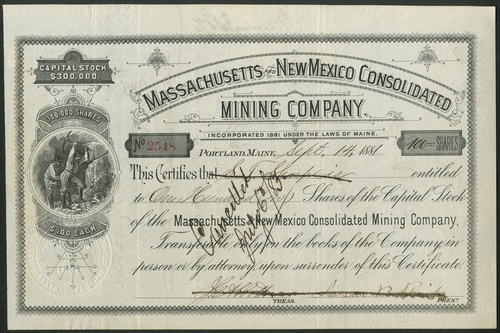 CAPITAL STOCK
$300,000.
100,000 SHARES
$3.00 EACH
MASSACHUSETTS AND NEW MEXICO CONSOLIDATED
MINING COMPANY.
INCORPORATED 1881 UNDER THE LAWS OF MAINE.
No 2548
PORTLAND, MAINE, Sept. 14, 1881
100 SHARES
This Certifies that entitled
to One Hundred Shares of the Capital Stock
of the Massachusetts and New Mexico Consolidated Mining Company,
Transferable only on the books of the Company, in
person or by attorney, upon surrender of this Certificate.
Cancelled
TREAS.
PRES'T